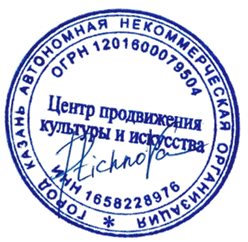 ГОРОД КАЗАНЬ АВТОНОМНАЯ НЕКОММЕРЧЕСКАЯ ОРГАНИЗАЦИЯ
ОГРН 1201600079504
Центр продвижения
культуры и искусства
ИНН 1658228976